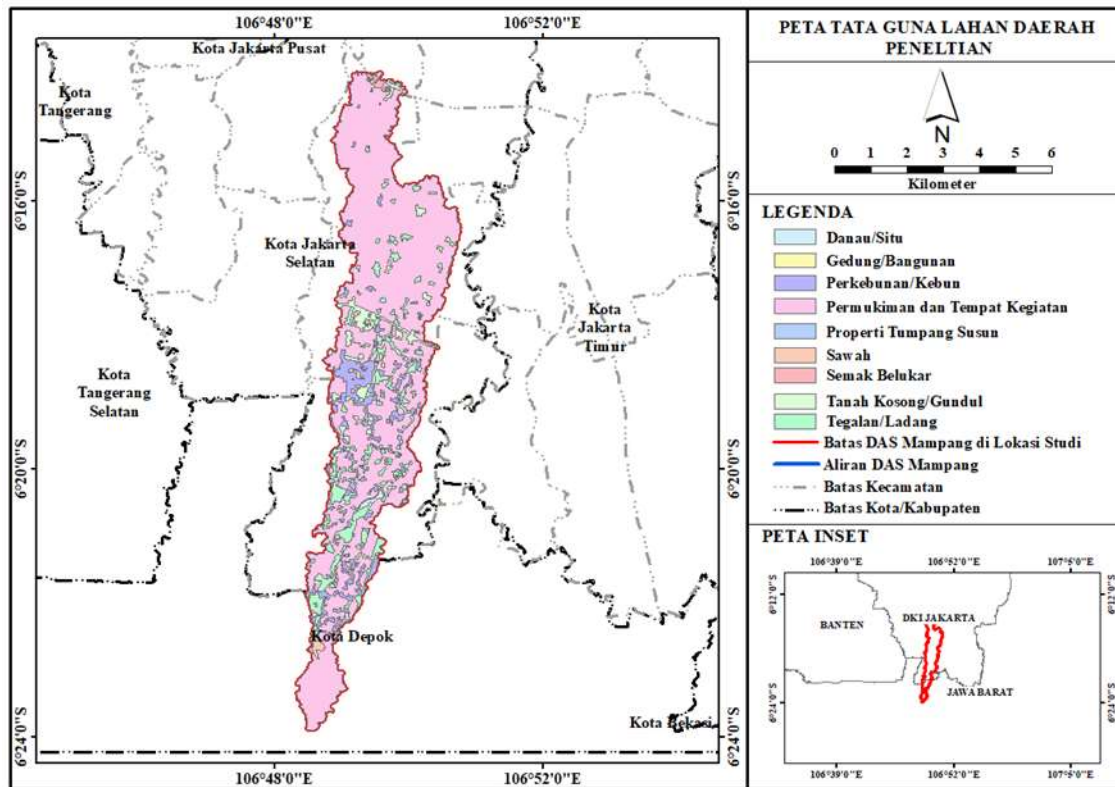 106°48'0"E
106°52'0"E
Kota Jakarta Pusat
Kota
Tangerang
6°16'0"S
6°16'0"S
Kota Jakarta
Selatan
Kota
Jakarta
Timur
Kota
Tangerang
Selatan
6°20'0"S
6°20'0"S
Kota Depok
Kota Bekasi
6°24'0"S
6°24'0"S
106°48'0"E
106°52'0"E
PETA TATA GUNA LAHAN DAERAH
PENELTIAN
N
0 1 2 3 4 5 6
Kilometer
LEGENDA
Danau/Situ
Gedung/Bangunan
Perkebunan/Kebun
Permukiman dan Tempat Kegiatan
Properti Tumpang Susun
Sawah
Semak Belukar
Tanah Kosong/Gundul
Tegalan/Ladang
Batas DAS Mampang di Lokasi Studi
Aliran DAS Mampang
Batas Kecamatan
Batas Kota/Kabupaten
PETA INSET
106°39'0"E 106°52'0"E 107°5'0"E
6°12'0"S
6°12'0"S
BANTEN
DKI JAKARTA
JAWA BARAT
6°24'0"S
6°24'0"S
106°39'0"E 106°52'0"E 107°5'0"E